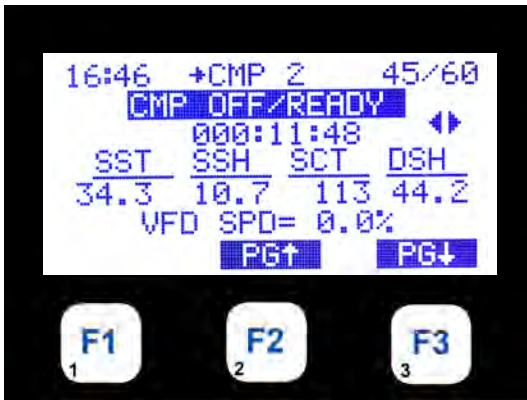 16:46 →CMP 2 45/60
CMP OFF/READY
000:11:48 ◀▶
SST SSH SCT DSH
34.3 10.7 113 44.2
VFD SPD= 0.0%
PG↑ PG↓
F1 F2 F3
1 2 3